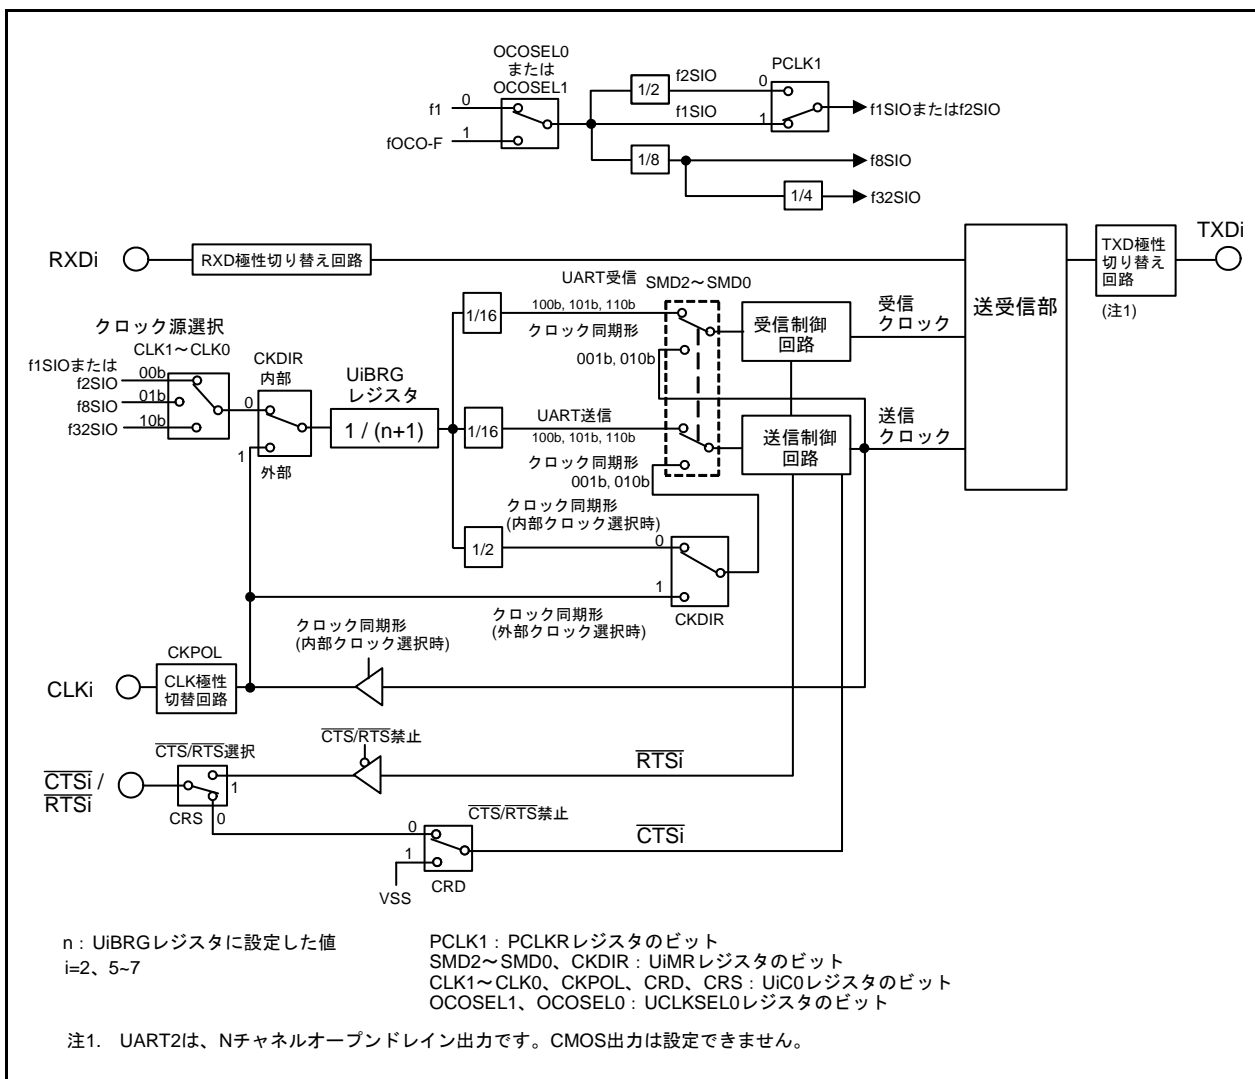 OCOSEL0
または
OCOSEL1
f1
0
fOCO-F
1
1/2
f2SIO
f1SIO
PCLK1
0
1
f1SIOまたはf2SIO
1/8
f8SIO
1/4
f32SIO
RXDi
RXD極性切り替え回路
送受信部
TXD極性
切り替え
回路
(注1)
TXDi
クロック源選択
CLK1～CLK0
f1SIOまたは
f2SIO
00b
f8SIO
01b
f32SIO
10b
CKDIR
内部
0
1
外部
UiBRG
レジスタ
1 / (n+1)
1/16
UART受信
100b, 101b, 110b
クロック同期形
001b, 010b
SMD2～SMD0
受信制御
回路
受信
クロック
1/16
UART送信
100b, 101b, 110b
クロック同期形
001b, 010b
送信制御
回路
送信
クロック
クロック同期形
(内部クロック選択時)
1/2
0
1
CKDIR
クロック同期形
(外部クロック選択時)
クロック同期形
(内部クロック選択時)
CLKi
CKPOL
CLK極性
切替回路
CTSi /
RTSi
CTS/RTS選択
1
CRS
0
CTS/RTS禁止
RTSi
CTS/RTS禁止
0
1
VSS
CRD
CTSi
n : UiBRGレジスタに設定した値
i=2、5~7
PCLK1 : PCLKRレジスタのビット
SMD2～SMD0、CKDIR : UiMRレジスタのビット
CLK1～CLK0、CKPOL、CRD、CRS : UiC0レジスタのビット
OCOSEL1、OCOSEL0 : UCLKSEL0レジスタのビット
注1. UART2は、Nチャネルオープンドレイン出力です。CMOS出力は設定できません。